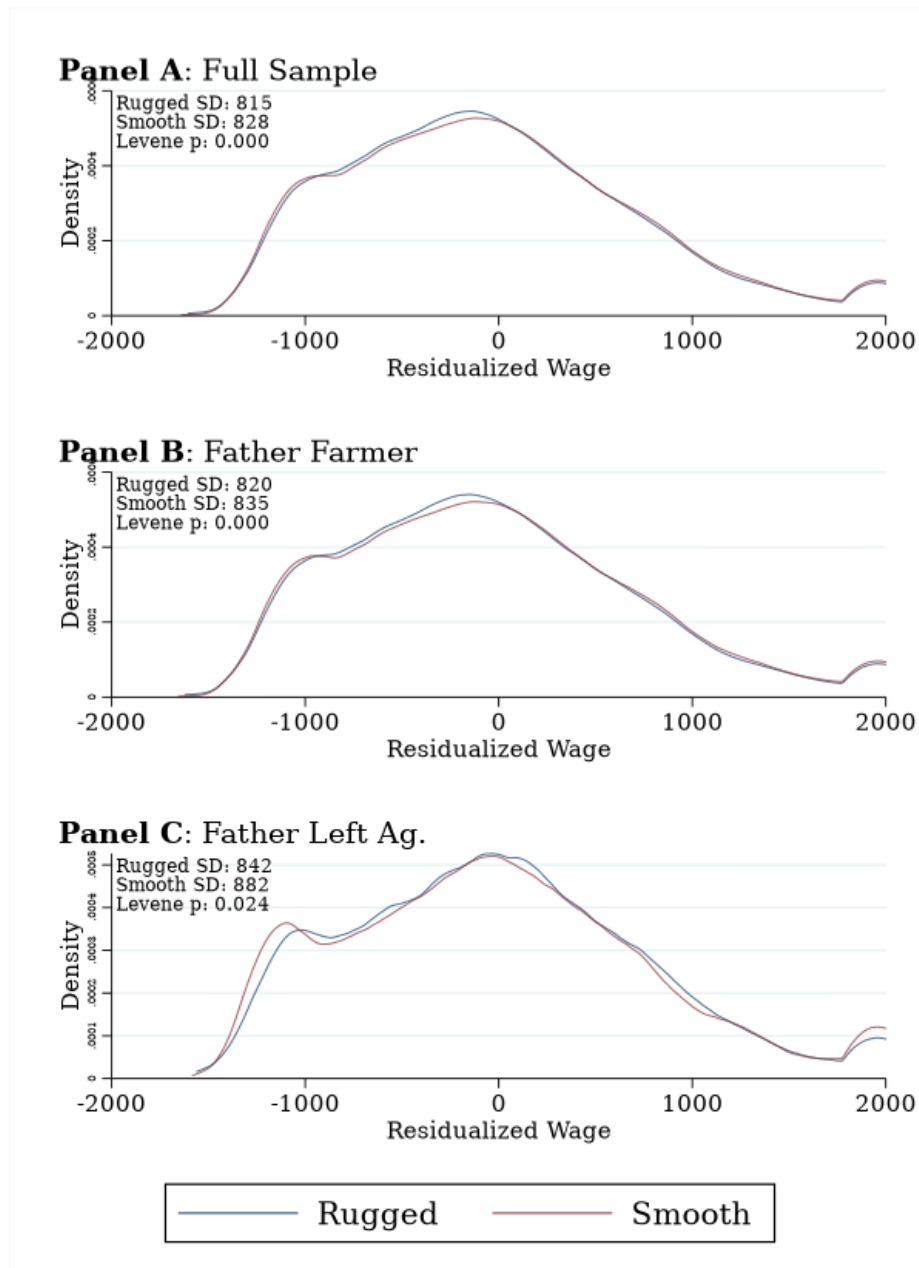 Panel A: Full Sample
Rugged SD: 815
Smooth SD: 828
Levene p: 0.000
Density
.0004
.0002
0
-2000 -1000 0 1000 2000
Residualized Wage
Panel B: Father Farmer
Rugged SD: 820
Smooth SD: 835
Levene p: 0.000
Density
.0004
.0002
0
-2000 -1000 0 1000 2000
Residualized Wage
Panel C: Father Left Ag.
Rugged SD: 842
Smooth SD: 882
Levene p: 0.024
Density
.0005
.0004
.0003
.0002
.0001
0
-2000 -1000 0 1000 2000
Residualized Wage
Rugged Smooth